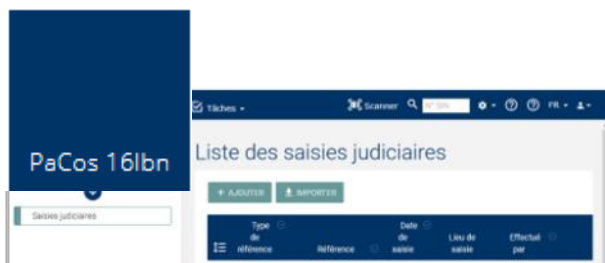 Tâches
Scanner
N° SIN
FR
PaCos 16lbn
Liste des saisies judiciaires
+ AJOUTER
IMPORTER
Saisies judiciaires
Type de référence
Référence
Date de saisie
Lieu de saisie
Effectué par